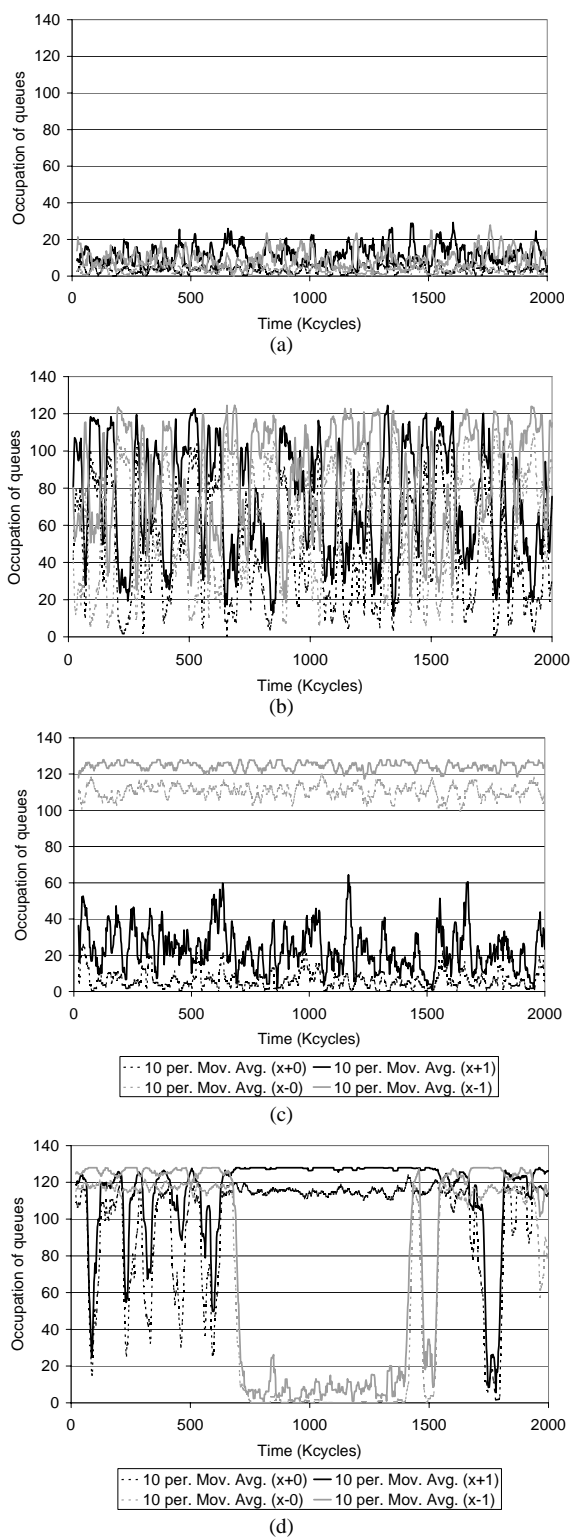 140
120
100
80
60
40
20
0
Occupation of queues
0 500 1000 1500 2000
Time (Kcycles)
(a)
140
120
100
80
60
40
20
0
Occupation of queues
0 500 1000 1500 2000
Time (Kcycles)
(b)
140
120
100
80
60
40
20
0
Occupation of queues
0 500 1000 1500 2000
Time (Kcycles)
10 per. Mov. Avg. (x+0) 10 per. Mov. Avg. (x+1)
10 per. Mov. Avg. (x-0) 10 per. Mov. Avg. (x-1)
(c)
140
120
100
80
60
40
20
0
Occupation of queues
0 500 1000 1500 2000
Time (Kcycles)
10 per. Mov. Avg. (x+0) 10 per. Mov. Avg. (x+1)
10 per. Mov. Avg. (x-0) 10 per. Mov. Avg. (x-1)
(d)